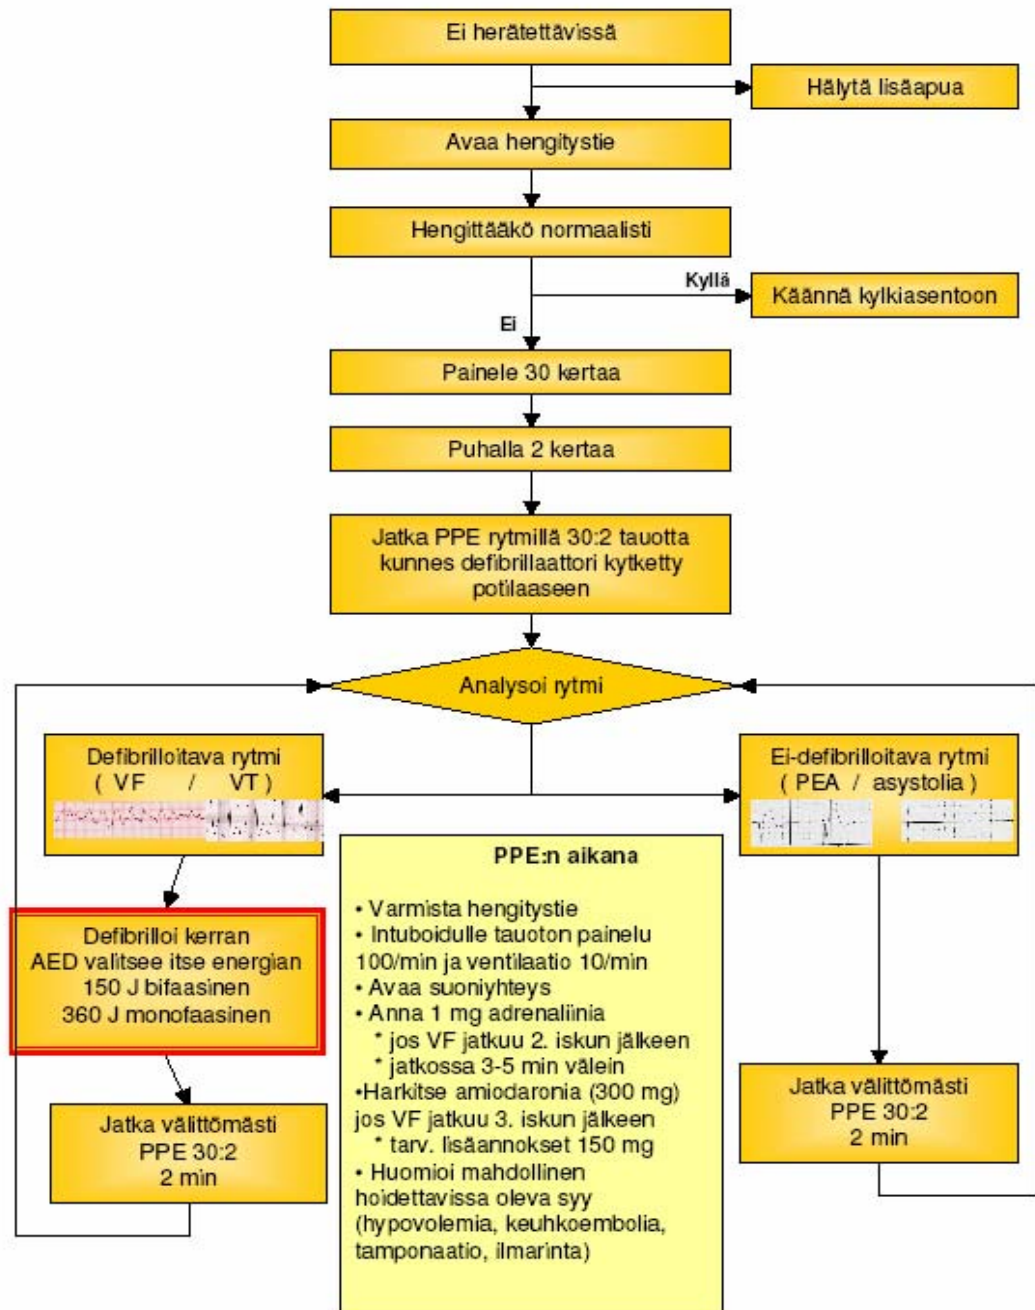 Ei herätettävissä
Hälytä lisäapua
Avaa hengitystie
Hengittääkö normaalisti
Kyllä
Käännä kylkiasentoon
Ei
Painele 30 kertaa
Puhalla 2 kertaa
Jatka PPE rytmillä 30:2 tauotta
kunnes defibrillaattori kytketty
potilaaseen
Analysoi rytmi
Defibrilloitava rytmi
( VF / VT )
Ei-defibrilloitava rytmi
( PEA / asystolia )
Defibrilloi kerran
AED valitsee itse energian
150 J bifaasinen
360 J monofaasinen
Jatka välittömästi
PPE 30:2
2 min
PPE:n aikana
• Varmista hengitystie
• Intuboidulle tauoton painelu
100/min ja ventilaatio 10/min
• Avaa suoniyhteys
• Anna 1 mg adrenaliinia
* jos VF jatkuu 2. iskun jälkeen
* jatkossa 3-5 min välein
•Harkitse amiodaronia (300 mg)
jos VF jatkuu 3. iskun jälkeen
* tarv. lisäannokset 150 mg
• Huomioi mahdollinen
hoidettavissa oleva syy
(hypovolemia, keuhkoembolia,
tamponaatio, ilmarinta)
Jatka välittömästi
PPE 30:2
2 min